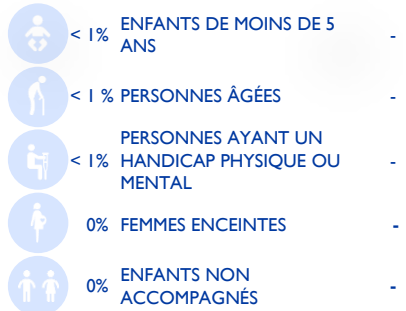 < 1% ENFANTS DE MOINS DE 5 ANS -
< 1 % PERSONNES ÂGÉES -
< 1% PERSONNES AYANT UN HANDICAP PHYSIQUE OU MENTAL -
0% FEMMES ENCEINTES -
0% ENFANTS NON ACCOMPAGNÉS -